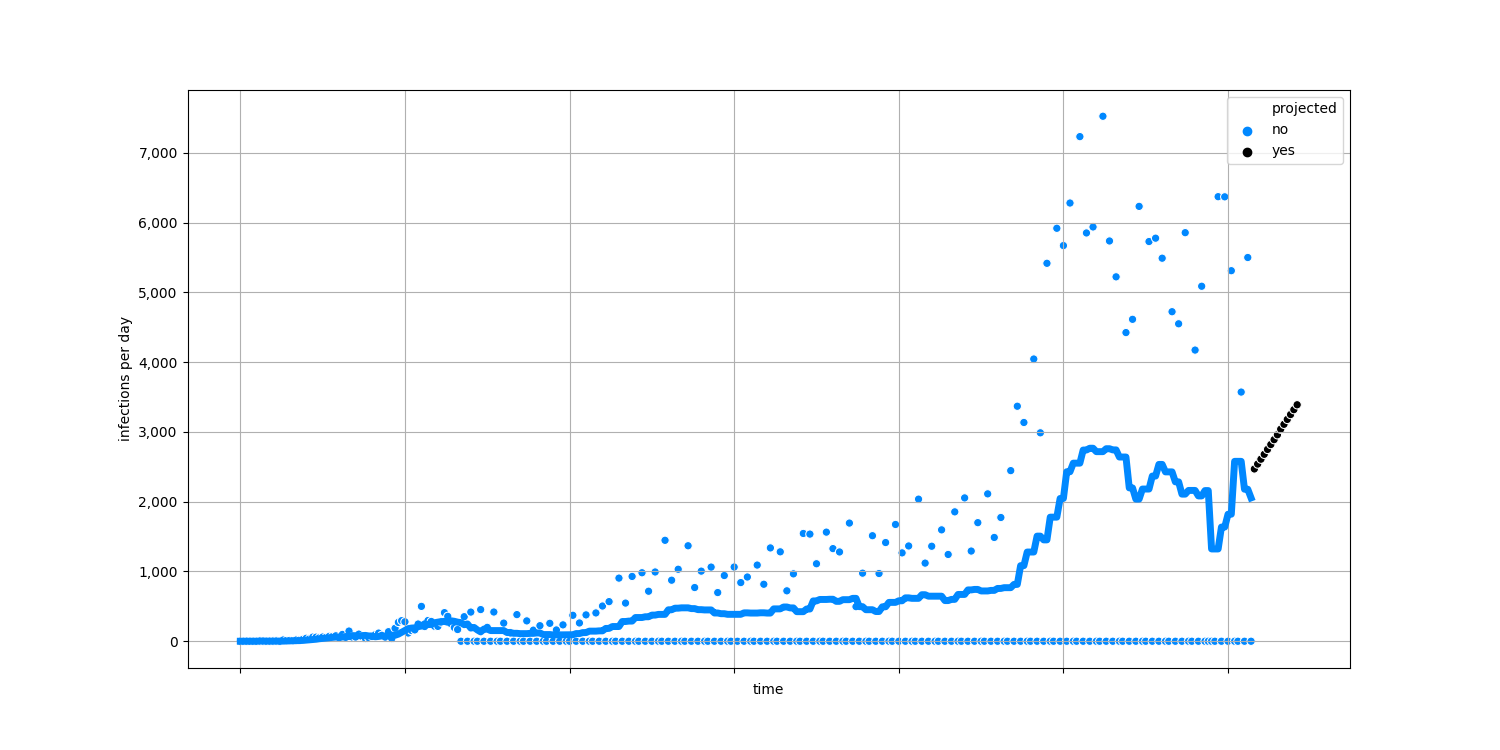 projected
no
yes
7,000
6,000
5,000
4,000
3,000
2,000
1,000
0
infections per day
time